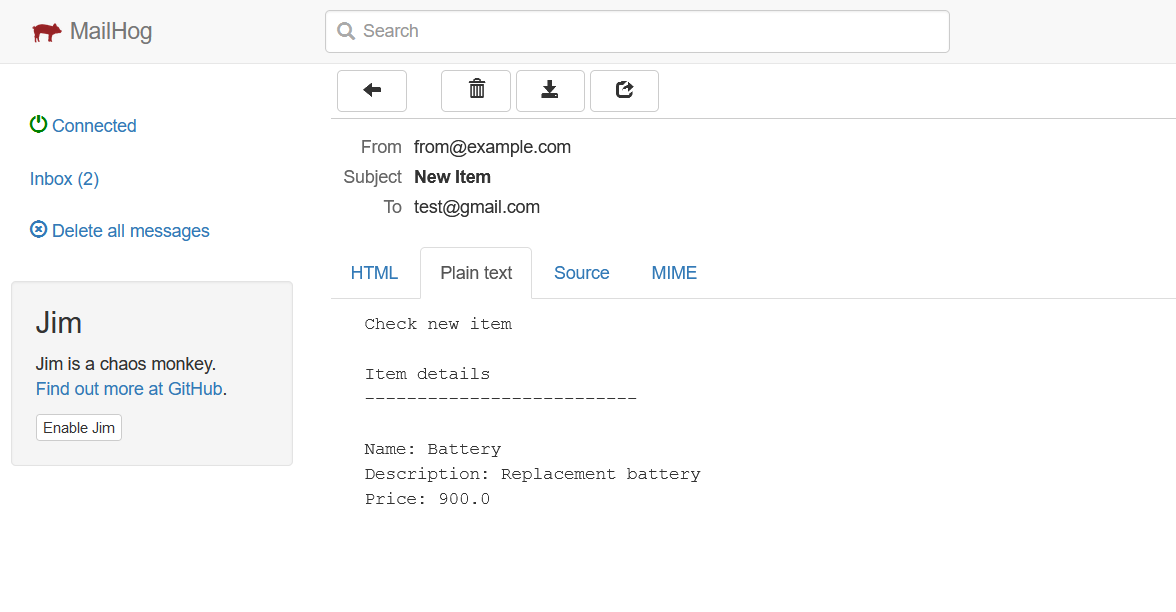 MailHog
Search
Connected
Inbox (2)
Delete all messages
Jim
Jim is a chaos monkey.
Find out more at GitHub.
Enable Jim
From from@example.com
Subject New Item
To test@gmail.com
HTML Plain text Source MIME
Check new item
Item details
--------------------------
Name: Battery
Description: Replacement battery
Price: 900.0